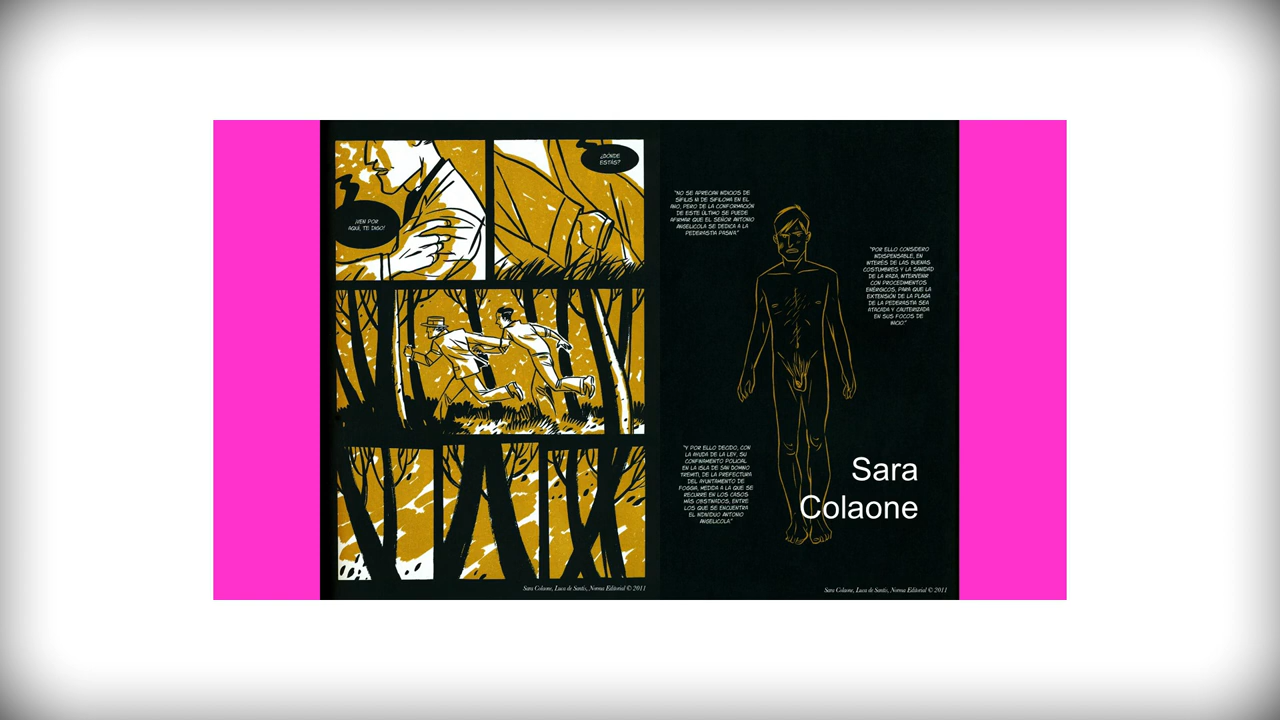 ¡VEN POR
AQUÍ, TE DIGO!
¿DÓNDE
ESTÁS?
Sara Colaone, Luca de Santis, Norma Editorial © 2011
"NO SE APRECIAN INDICIOS DE
SÍFILIS NI DE SIFILOMA EN EL
ANO, PERO DE LA CONFORMACIÓN
DE ESTE ÚLTIMO SE PUEDE
AFIRMAR QUE EL SEÑOR ANTONIO
ANGELICOLA SE DEDICA A LA
PEDERASTIA PASIVA."
"POR ELLO CONSIDERO
INDISPENSABLE, EN
INTERÉS DE LAS BUENAS
COSTUMBRES Y LA SANIDAD
DE LA RAZA, INTERVENIR
CON PROCEDIMIENTOS
ENÉRGICOS, PARA QUE LA
EXTENSIÓN DE LA PLAGA
DE LA PEDERASTIA SEA
ATACADA Y CAUTERIZADA
EN SUS FOCOS DE
INICIO."
"Y POR ELLO DECIDO, CON
LA AYUDA DE LA LEY, SU
CONFINAMIENTO POLICIAL
EN LA ISLA DE SAN DOMINO
TREMITI, DE LA PREFECTURA
DEL AYUNTAMIENTO DE
FOGGIA, MEDIDA A LA QUE SE
RECURRE EN LOS CASOS
MÁS OBSTINADOS, ENTRE
LOS QUE SE ENCUENTRA
EL INDIVIDUO ANTONIO
ANGELICOLA."
Sara
Colaone
Sara Colaone, Luca de Santis, Norma Editorial © 2011